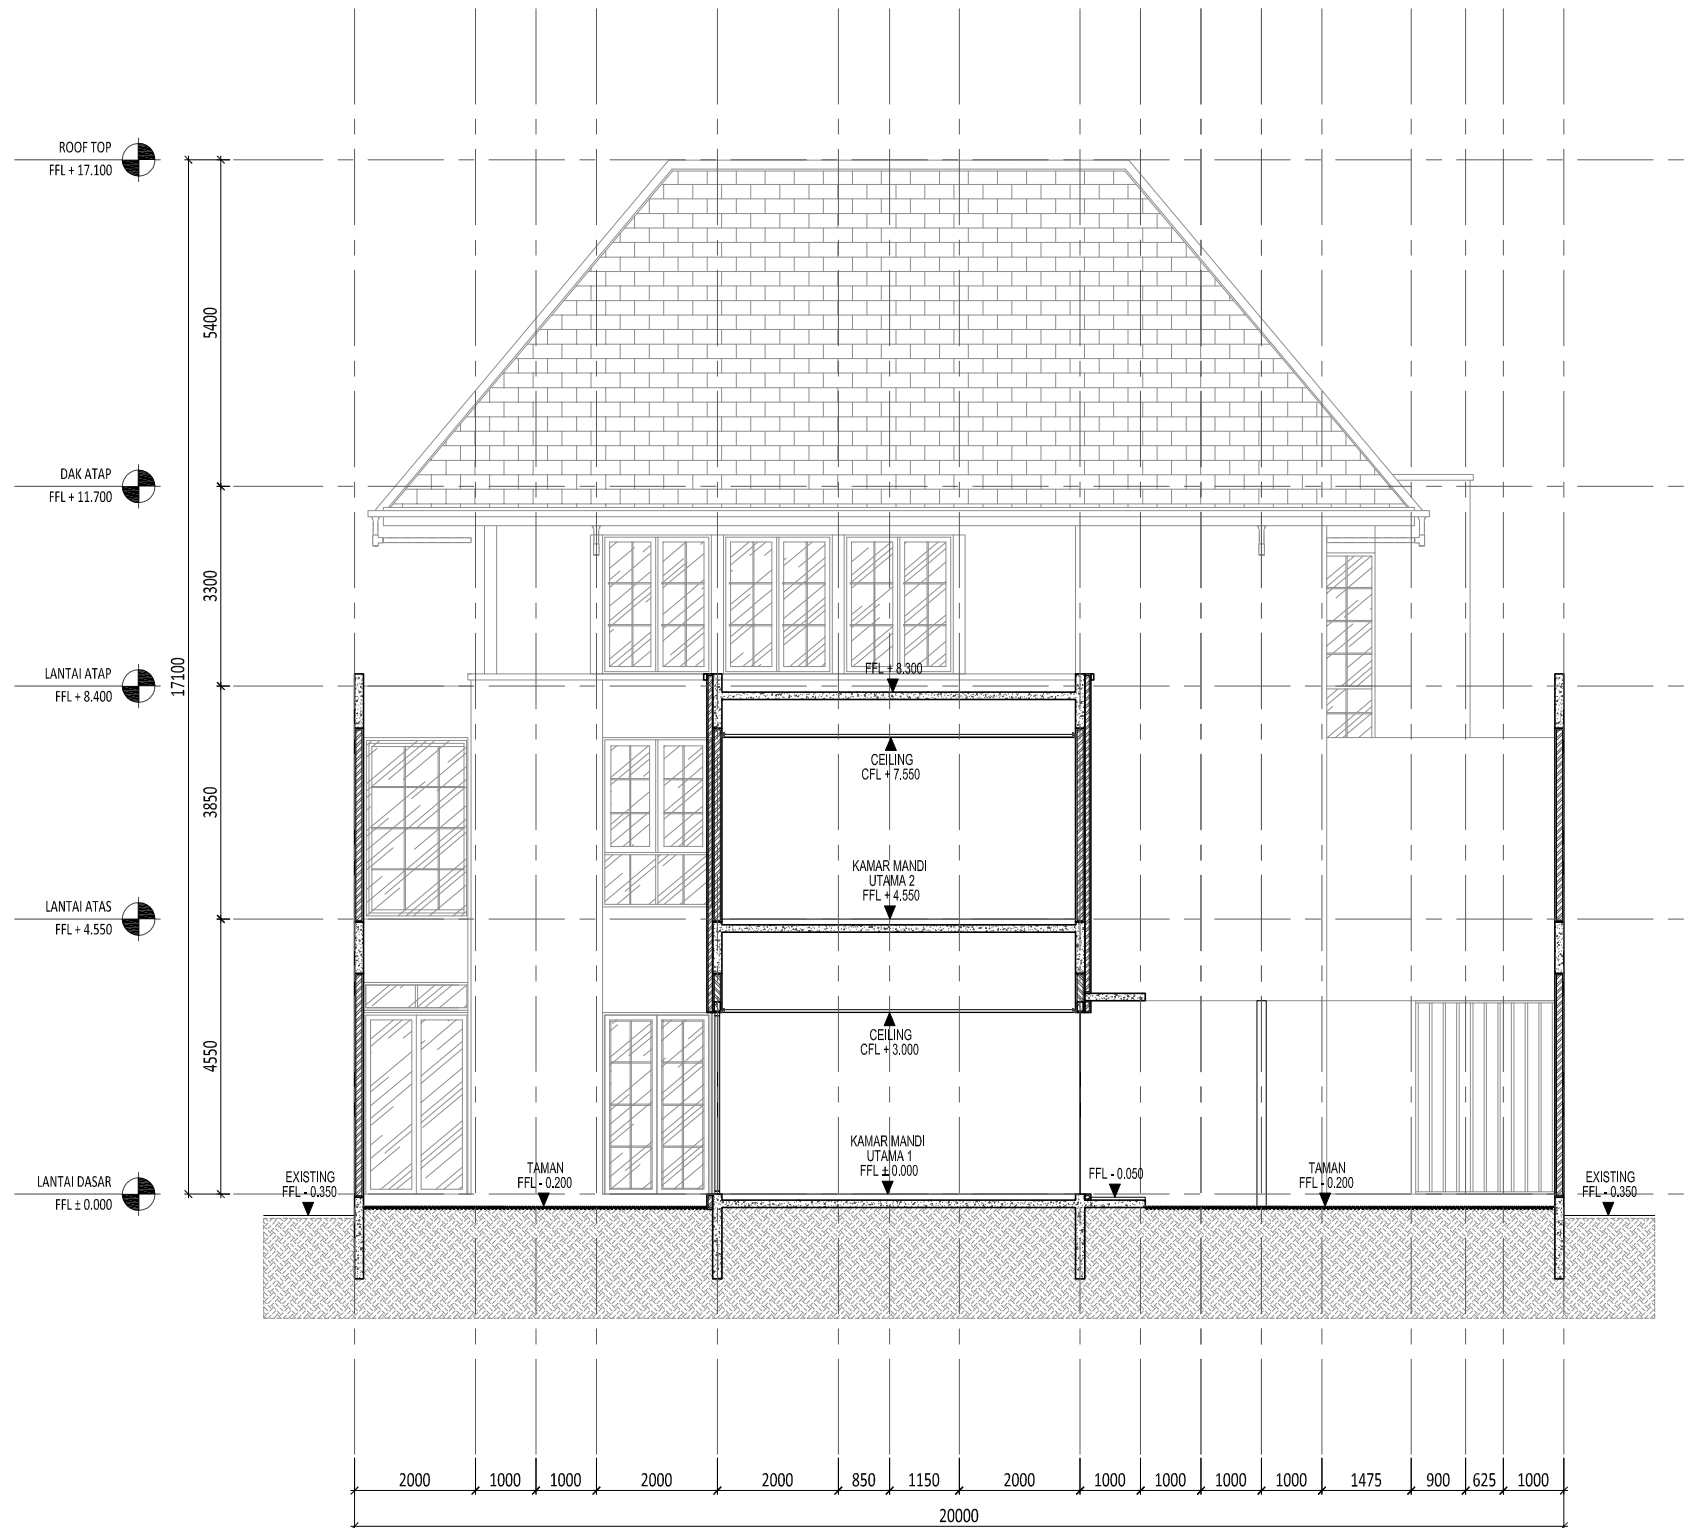 ROOF TOP
FFL + 17.100
5400
DAK ATAP
FFL + 11.700
3300
17100
LANTAI ATAP
FFL + 8.400
FFL + 8.300
CEILING
CFL + 7.550
3850
KAMAR MANDI
UTAMA 2
FFL + 4.550
LANTAI ATAS
FFL + 4.550
CEILING
CFL + 3.000
4550
KAMAR MANDI
UTAMA 1
FFL ± 0.000
LANTAI DASAR
FFL ± 0.000
EXISTING
FFL - 0.350
TAMAN
FFL - 0.200
FFL - 0.050
TAMAN
FFL - 0.200
EXISTING
FFL - 0.350
2000 1000 1000 2000 2000 850 1150 2000 1000 1000 1000 1000 1475 900 625 1000
20000